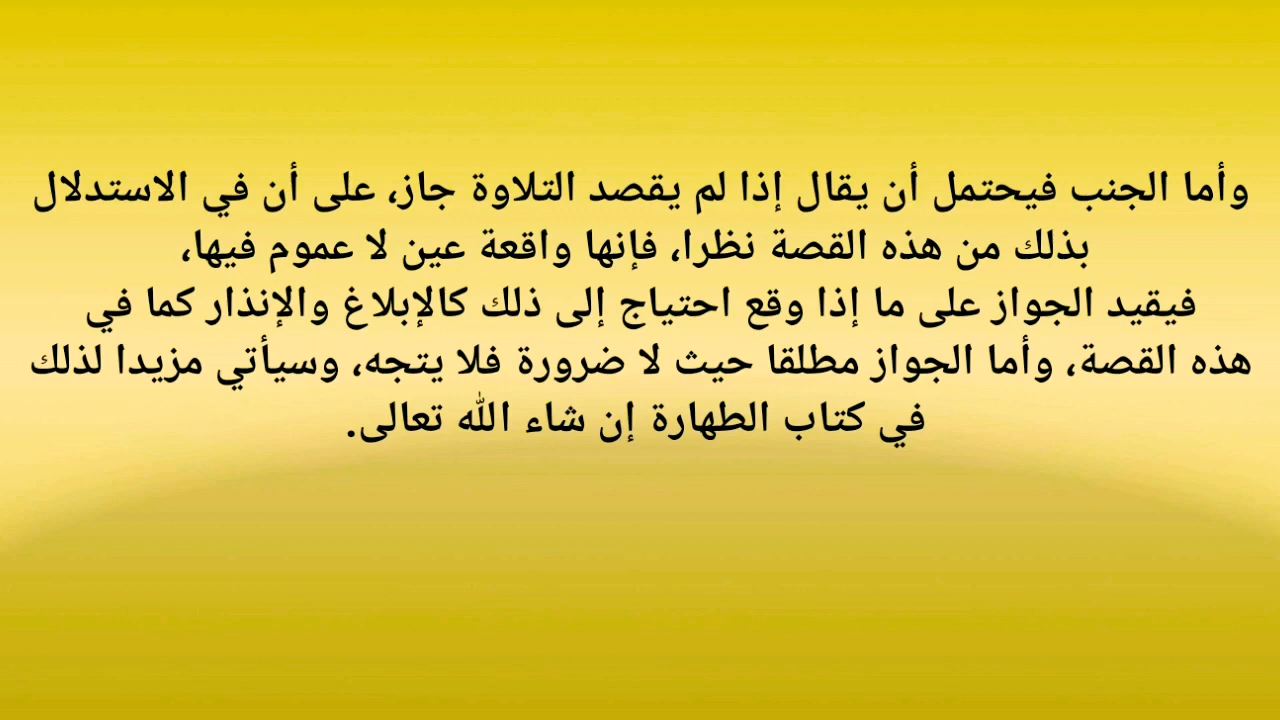 وأما الجنب فيحتمل أن يقال إذا لم يقصد التلاوة جاز، على أن في الاستدلال
بذلك من هذه القصة نظرا، فإنها واقعة عين لا عموم فيها،
فيقيد الجواز على ما إذا وقع احتياج إلى ذلك كالإبلاغ والإنذار كما في
هذه القصة، وأما الجواز مطلقا حيث لا ضرورة فلا يتجه، وسيأتي مزيدا لذلك
في كتاب الطهارة إن شاء الله تعالى.